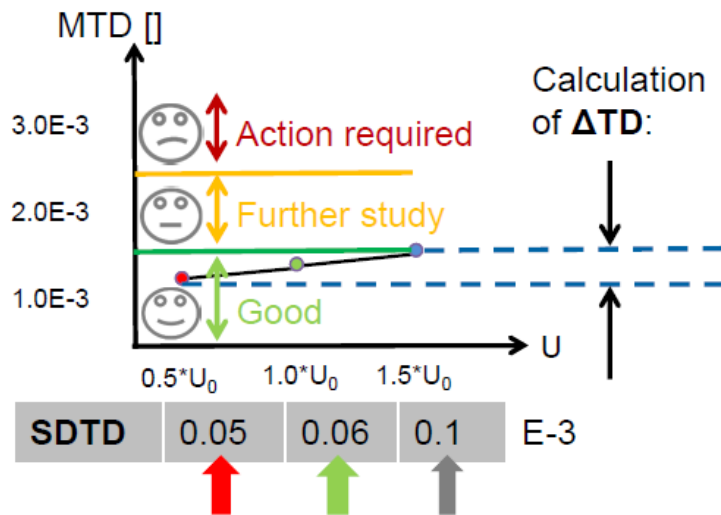 MTD []
3.0E-3
Action required
2.0E-3
Further study
1.0E-3
Good
Calculation
of ΔTD:
U
0.5*U₀
1.0*U₀
1.5*U₀
SDTD 0.05 0.06 0.1 E-3